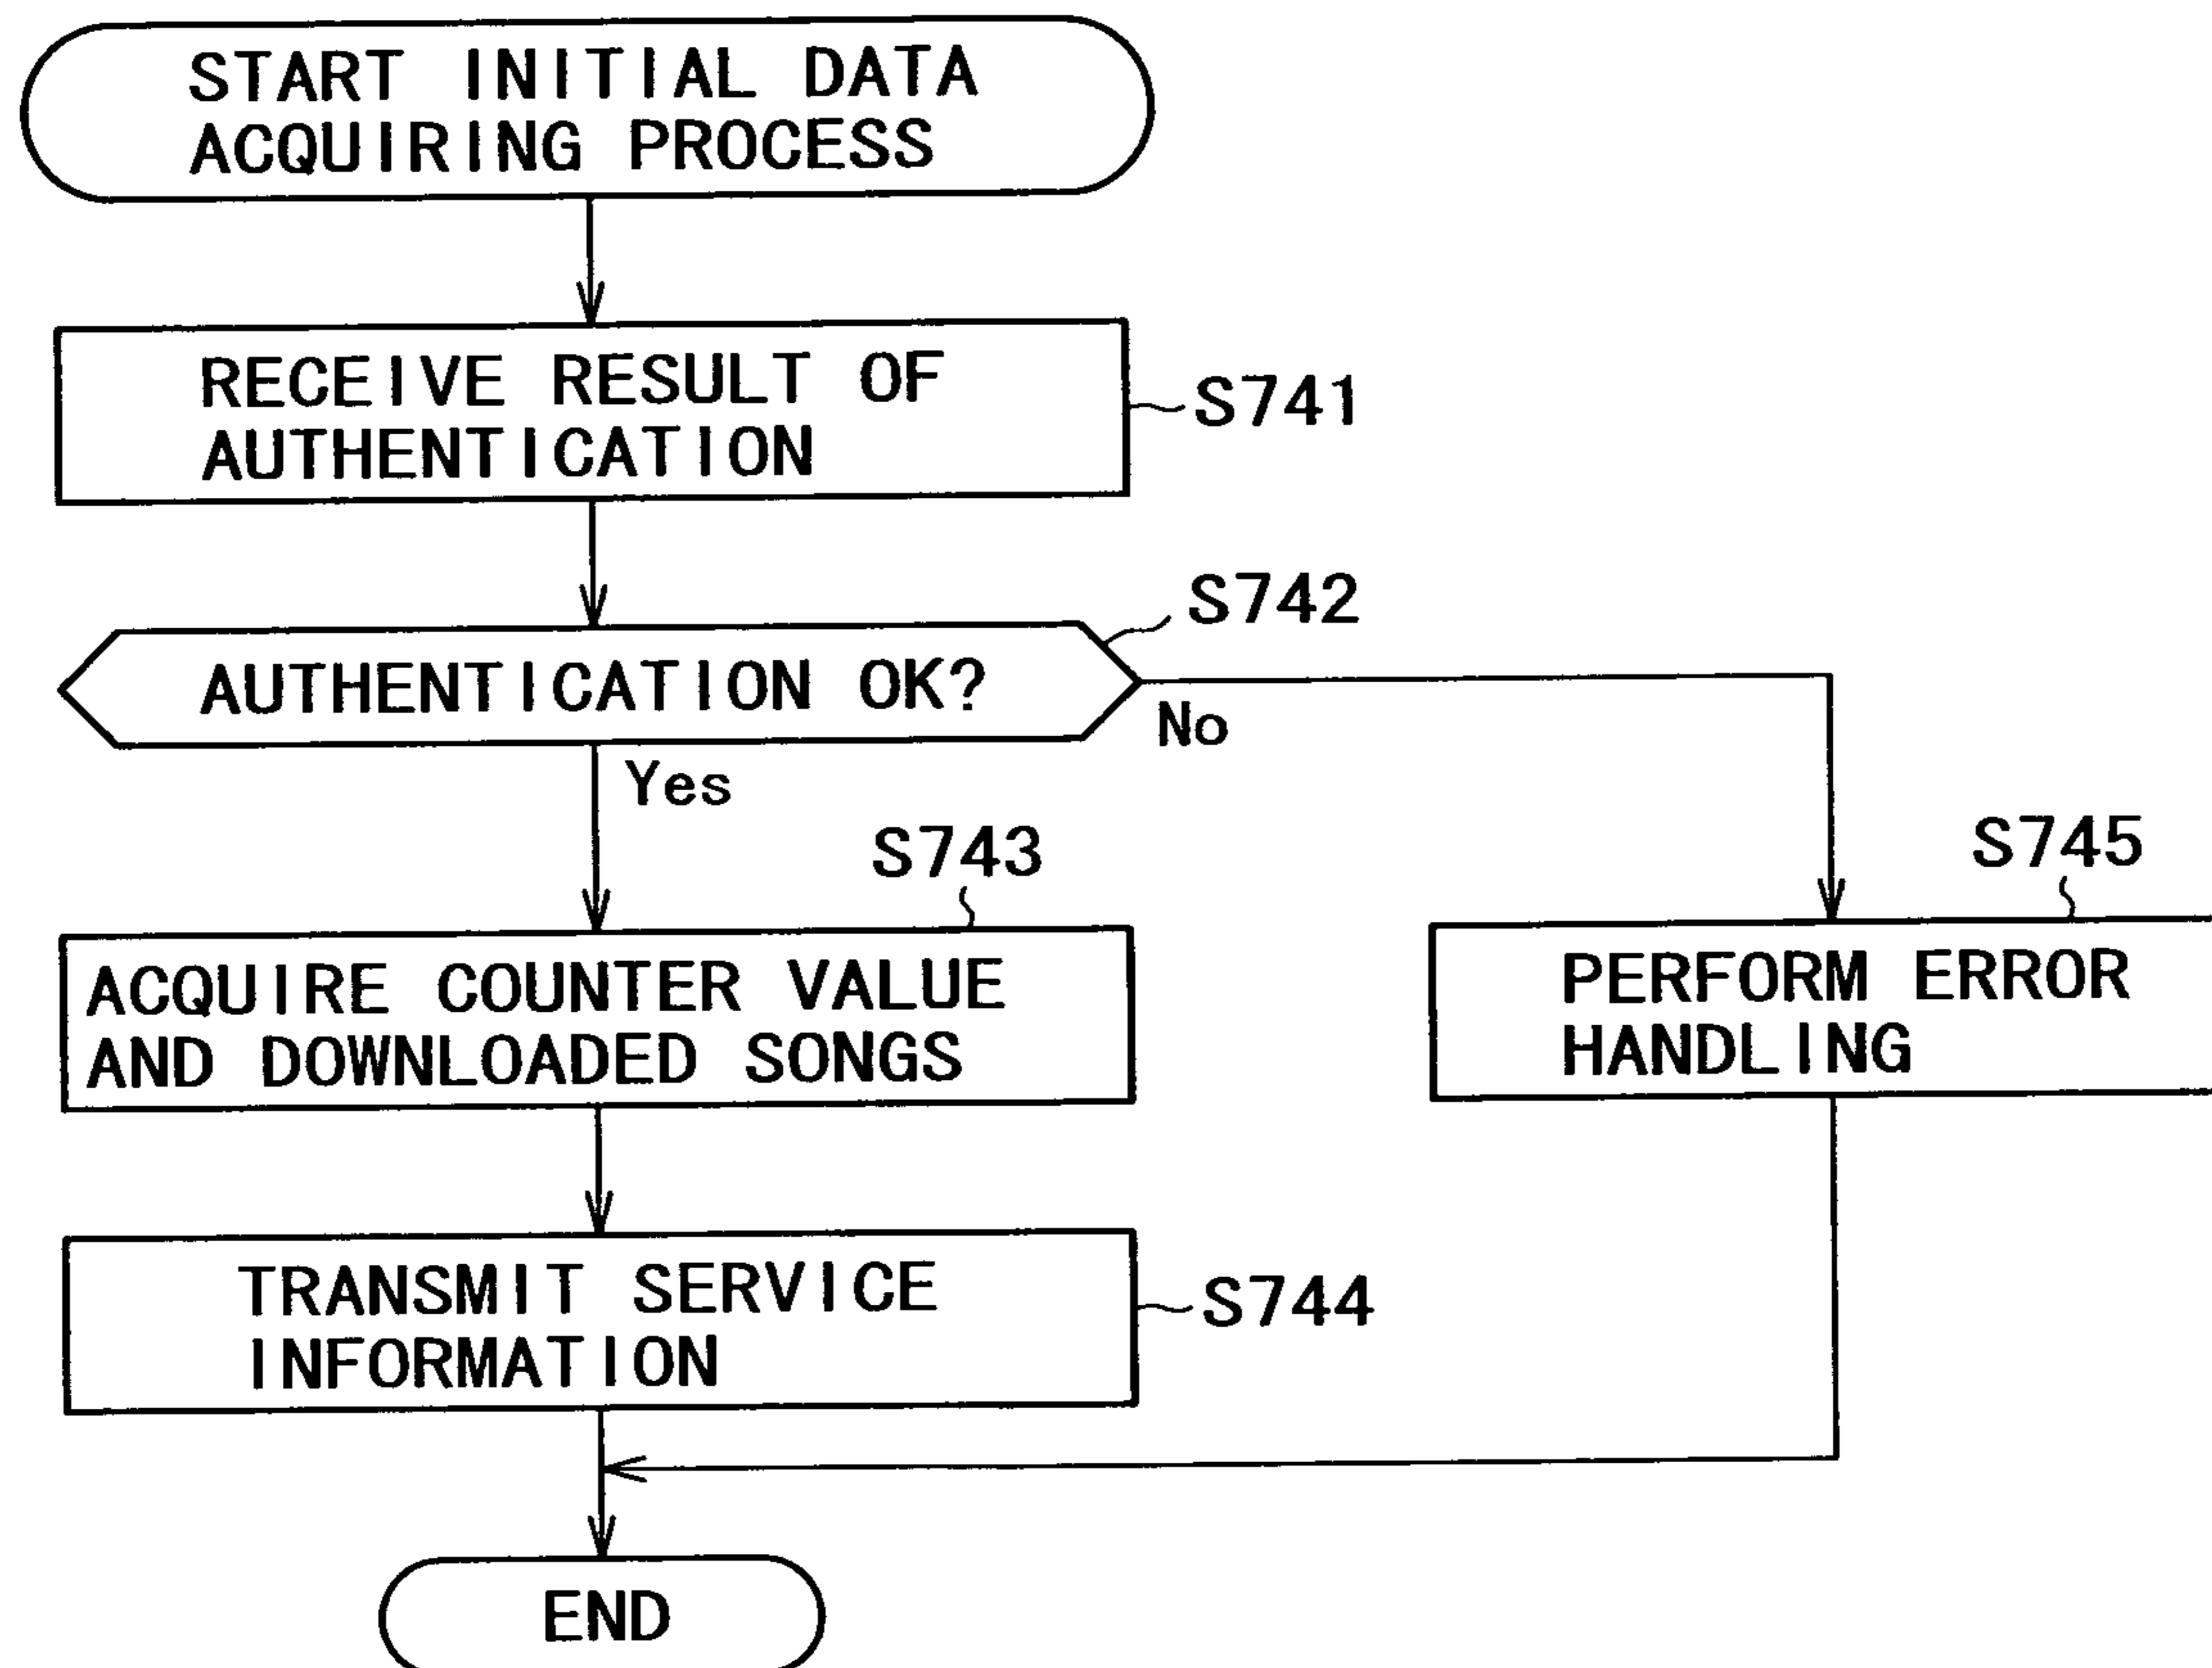 START INITIAL DATA
ACQUIRING PROCESS
RECEIVE RESULT OF
AUTHENTICATION
S741
S742
AUTHENTICATION OK?
No
Yes
S743
S745
ACQUIRE COUNTER VALUE
AND DOWNLOADED SONGS
PERFORM ERROR
HANDLING
TRANSMIT SERVICE
INFORMATION
S744
END